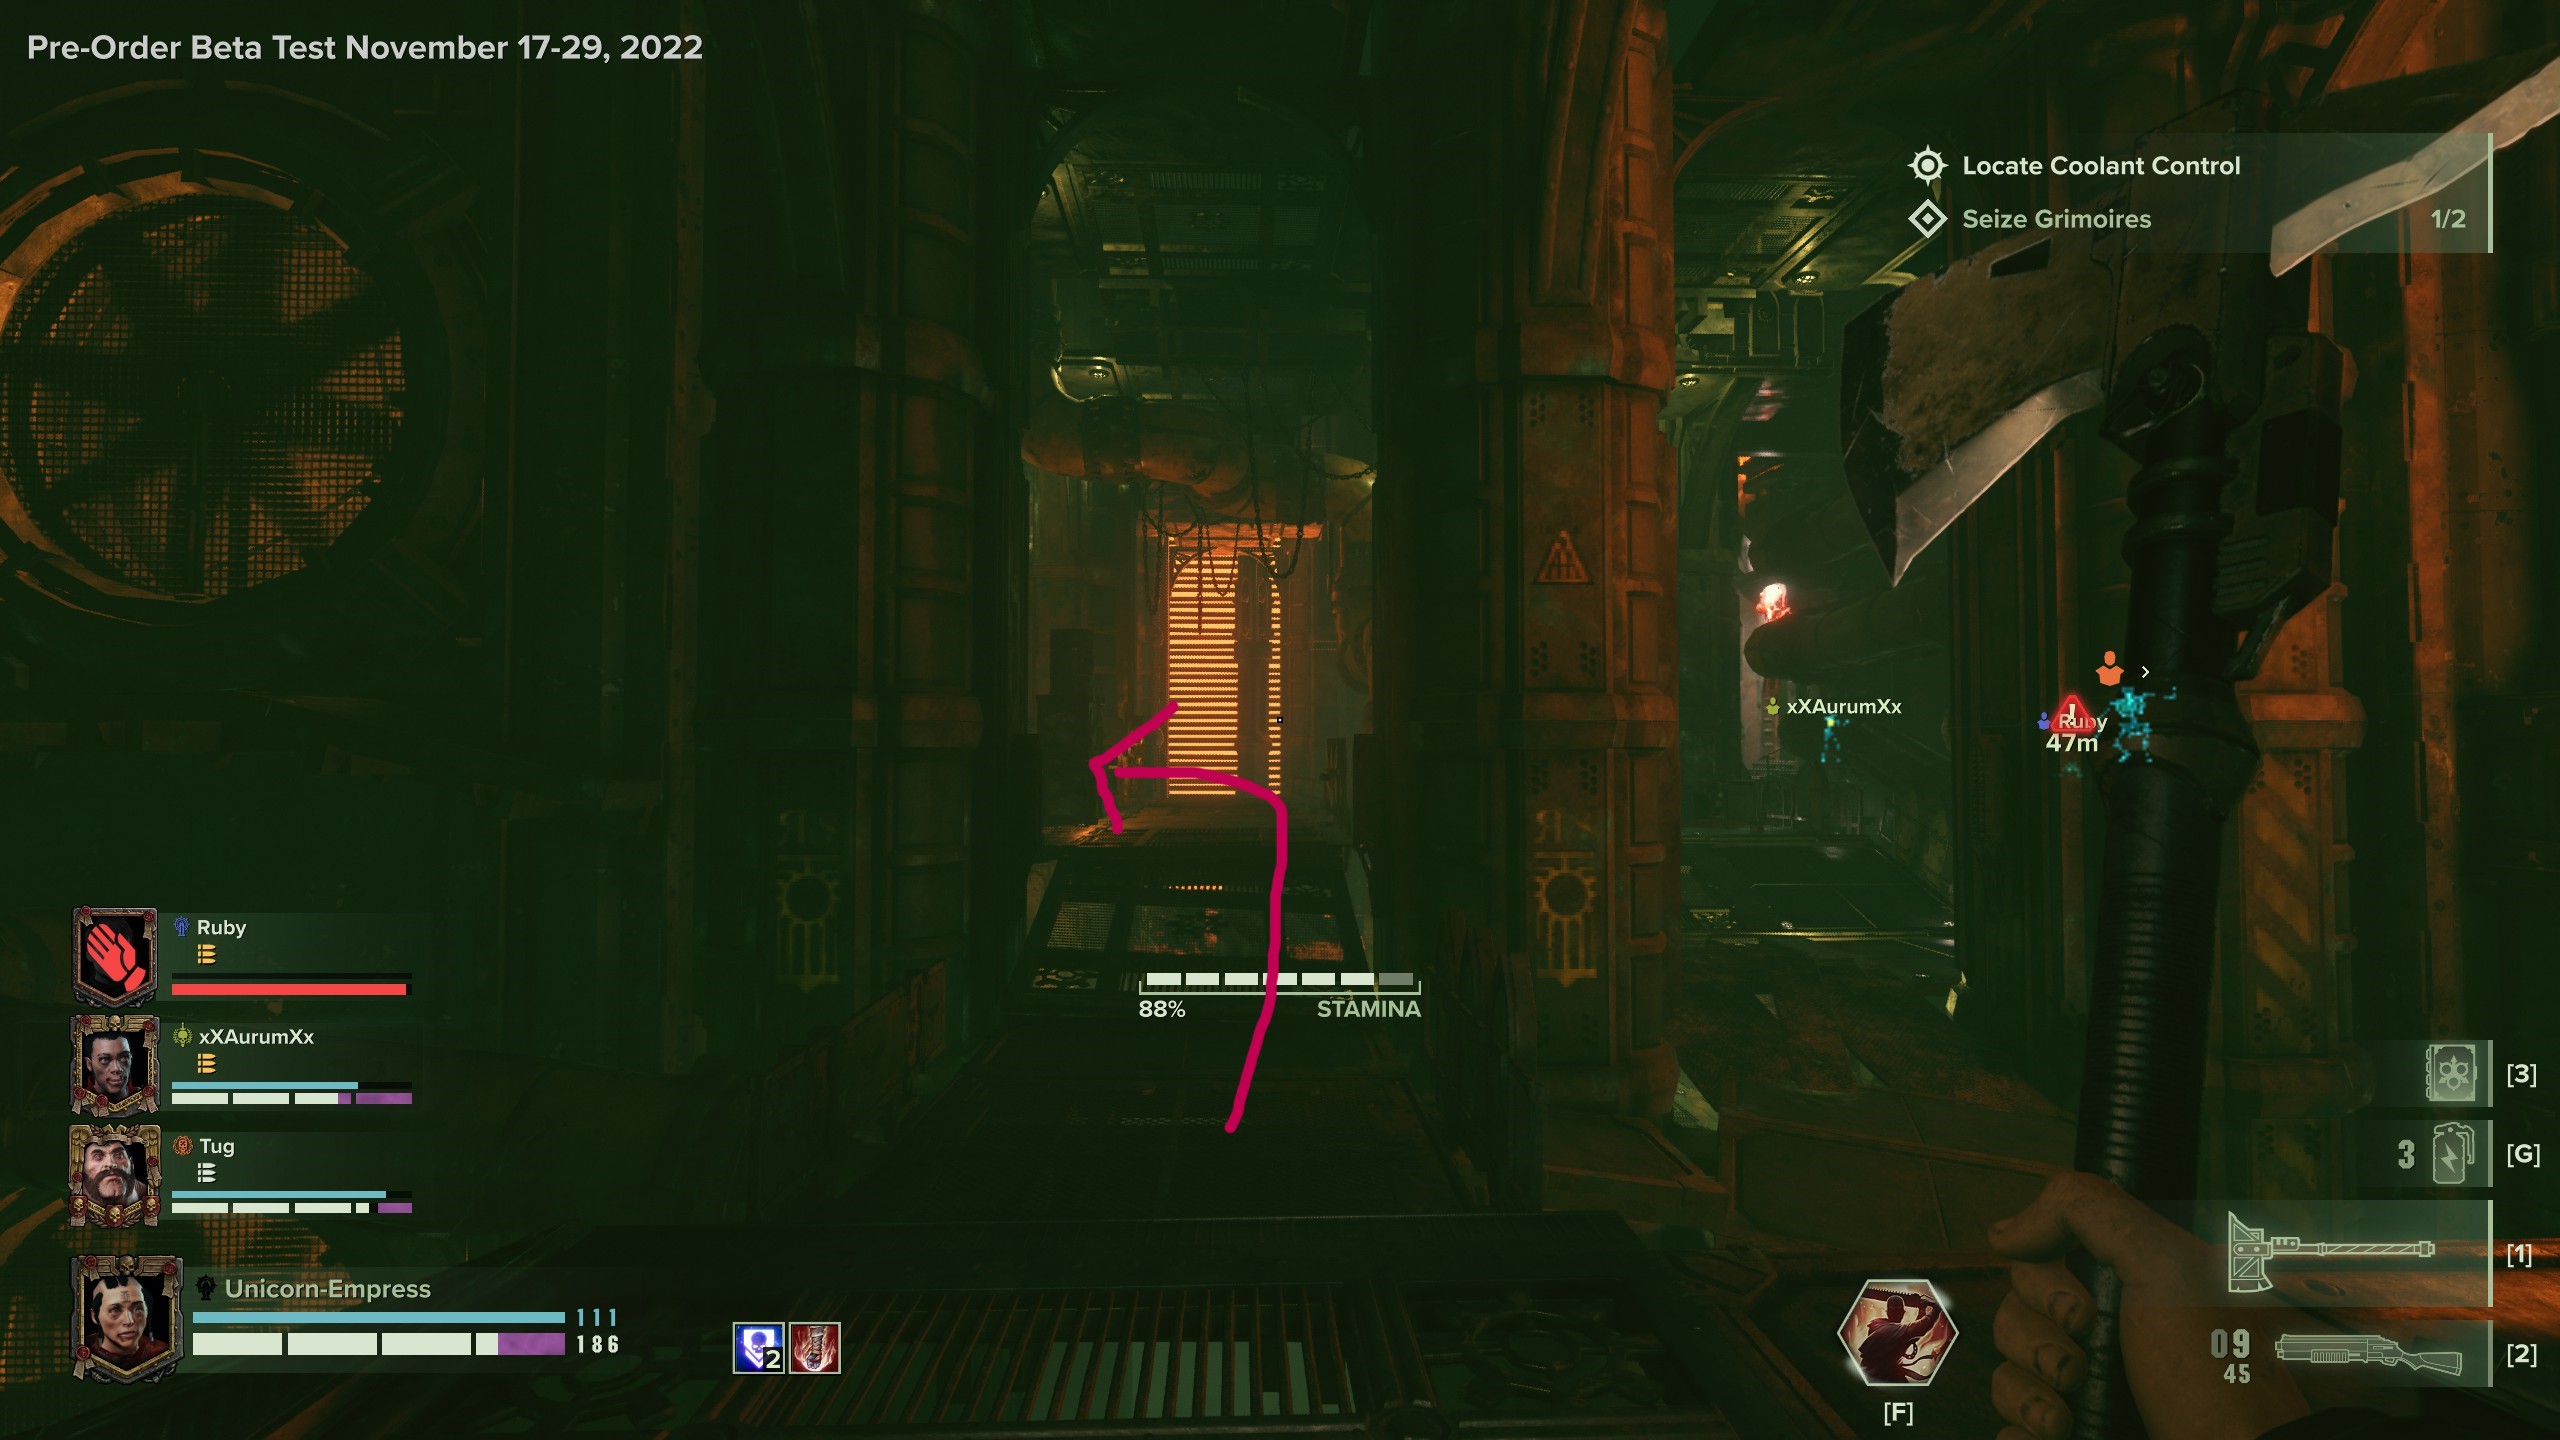 Pre-Order Beta Test November 17-29, 2022
Locate Coolant Control
Seize Grimoires 1/2
xXAurumXx
Ruby
47m
Ruby
88% STAMINA
xXAurumXx
Tug
Unicorn-Empress
111
186
2
[3]
3 [G]
[1]
09
45
[2]
[F]